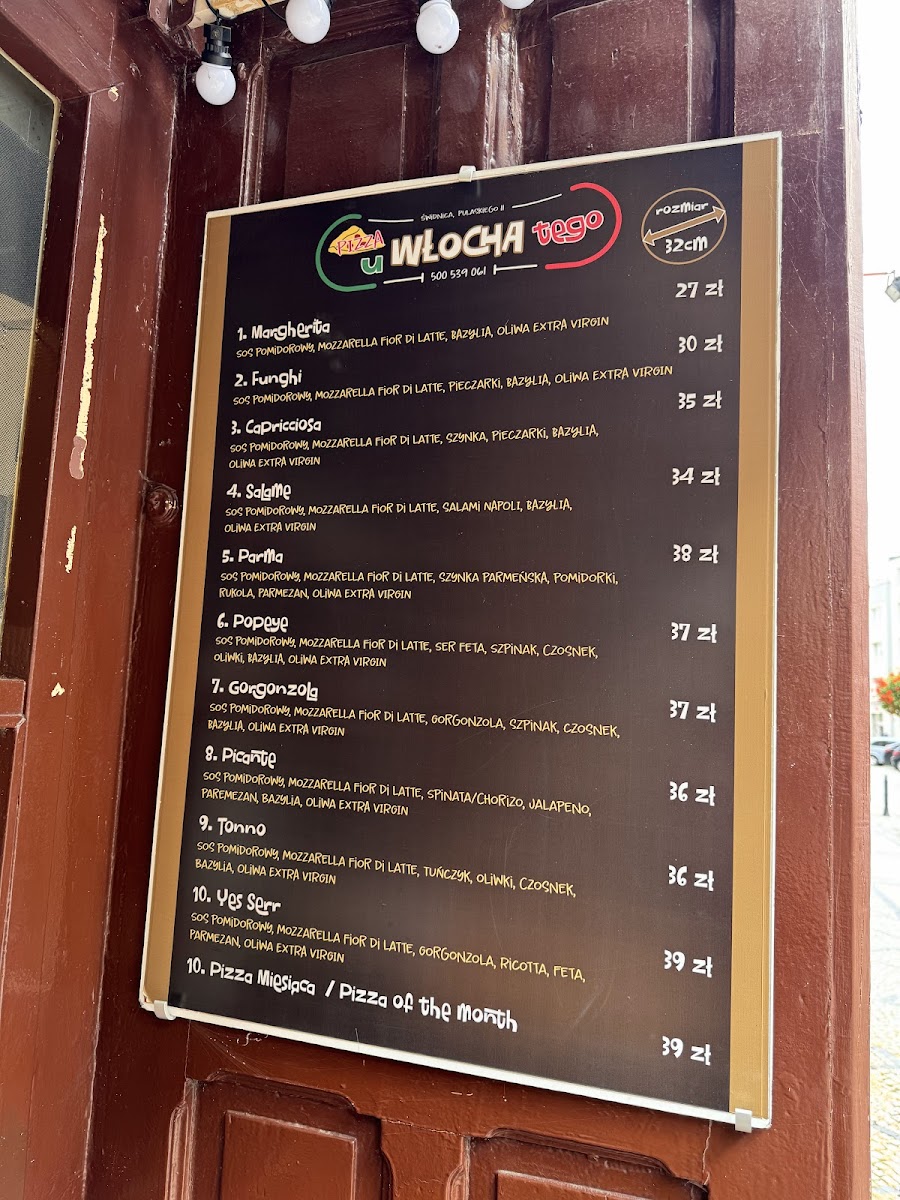 ŚWIDNICA, PUŁASKIEGO 11
PIZZA
u WŁOCHA tego
500 539 061
rozmiar
32cm
1. Margherita 27 zł
SOS POMIDOROWY, MOZZARELLA FIOR DI LATTE, BAZYLIA, OLIWA EXTRA VIRGIN
2. Funghi 30 zł
SOS POMIDOROWY, MOZZARELLA FIOR DI LATTE, PIECZARKI, BAZYLIA, OLIWA EXTRA VIRGIN
3. Capricciosa 35 zł
SOS POMIDOROWY, MOZZARELLA FIOR DI LATTE, SZYNKA, PIECZARKI, BAZYLIA,
OLIWA EXTRA VIRGIN
4. Salame 34 zł
SOS POMIDOROWY, MOZZARELLA FIOR DI LATTE, SALAMI NAPOLI, BAZYLIA,
OLIWA EXTRA VIRGIN
5. Parma 38 zł
SOS POMIDOROWY, MOZZARELLA FIOR DI LATTE, SZYNKA PARMEŃSKA, POMIDORKI,
RUKOLA, PARMEZAN, OLIWA EXTRA VIRGIN
6. Popeye 37 zł
SOS POMIDOROWY, MOZZARELLA FIOR DI LATTE, SER FETA, SZPINAK, CZOSNEK,
OLIWKI, BAZYLIA, OLIWA EXTRA VIRGIN
7. Gorgonzola 37 zł
SOS POMIDOROWY, MOZZARELLA FIOR DI LATTE, GORGONZOLA, SZPINAK, CZOSNEK,
BAZYLIA, OLIWA EXTRA VIRGIN
8. Picante 36 zł
SOS POMIDOROWY, MOZZARELLA FIOR DI LATTE, SPINATA/CHORIZO, JALAPENO,
PAREMEZAN, BAZYLIA, OLIWA EXTRA VIRGIN
9. Tonno 36 zł
SOS POMIDOROWY, MOZZARELLA FIOR DI LATTE, TUŃCZYK, OLIWKI, CZOSNEK,
BAZYLIA, OLIWA EXTRA VIRGIN
10. Yes Serr 39 zł
SOS POMIDOROWY, MOZZARELLA FIOR DI LATTE, GORGONZOLA, RICOTTA, FETA,
PARMEZAN, OLIWA EXTRA VIRGIN
10. Pizza Miesiąca / Pizza of the month 39 zł